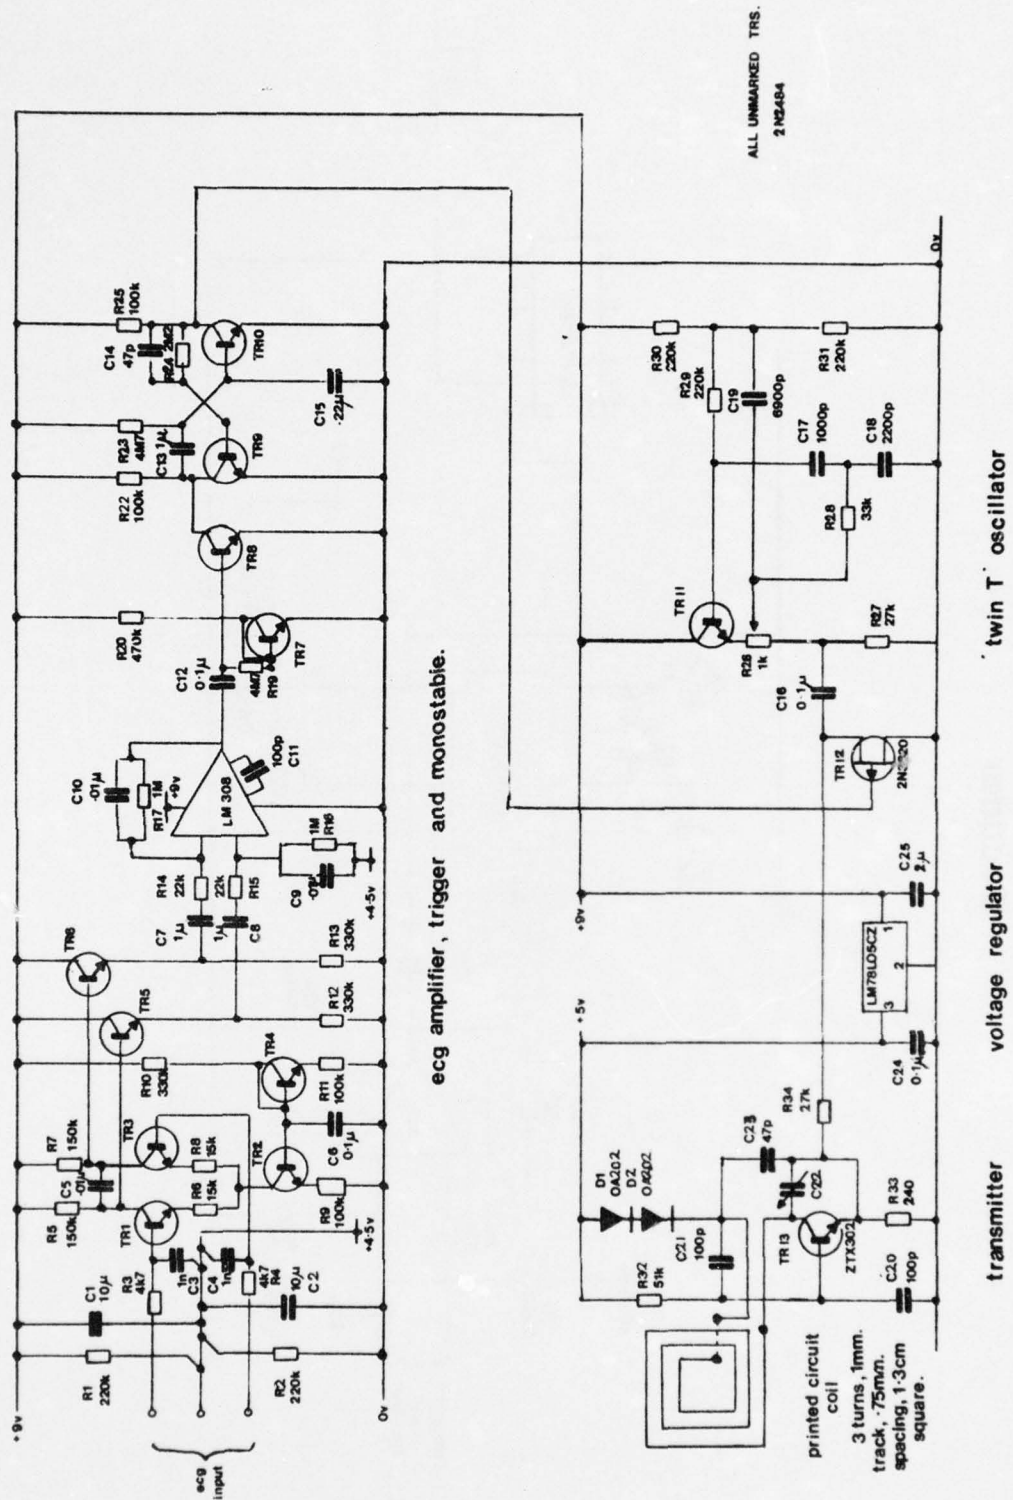 +9v
ecg
input
R1
220k
R2
220k
C1
10µ
C2
10µ
R3
4k7
R4
4k7
C3
1n
C4
1n
+4·5v
0v
R5
150k
R7
150k
C5
·01µ
TR1
TR3
R6
15k
R8
15k
TR2
R9
100k
C6
0·1µ
R10
330k
TR4
R11
100k
TR5
TR6
R12
330k
R13
330k
C7
1µ
C8
1µ
R14
22k
R15
22k
C9
·01µ
R16
1M
+4·5v
C10
·01µ
R17
1M
+9v
LM 308
C11
100p
C12
0·1µ
R19
4M7
R20
470k
TR7
TR8
R22
100k
R23
4M7
C13
1µ
TR9
C14
47p
R24
2M2
R25
100k
TR10
C15
·22µ
ecg amplifier, trigger and monostable.
ALL UNMARKED TRS.
2N2484
printed circuit
coil
3 turns, 1mm.
track, ·75mm.
spacing, 1·3cm
square.
R32
51k
D1
OA202
D2
OA202
C21
100p
C20
100p
C23
47p
C22
TR13
ZTX302
R33
240
R34
27k
+5v
C24
0·1µ
LM78L05CZ
3
2
1
C25
2µ
+9v
TR12
C16
0·1µ
R26
1k
R27
27k
TR11
R28
33k
R29
220k
C17
1000p
C18
2200p
C19
6900p
R30
220k
R31
220k
0v
transmitter
voltage regulator
'twin T' oscillator